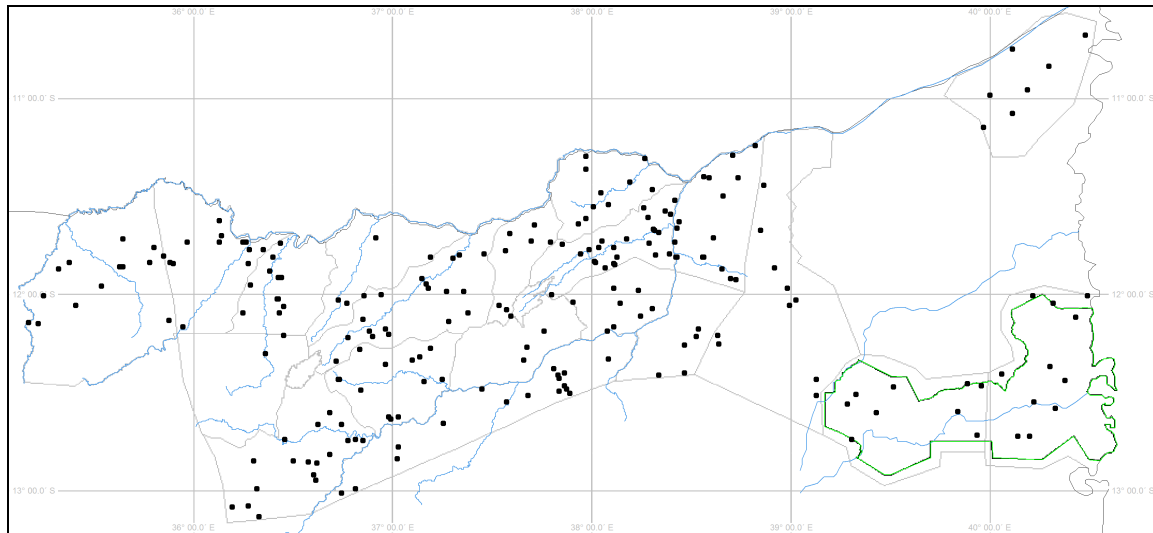 36° 00.0´ E 37° 00.0´ E 38° 00.0´ E 39° 00.0´ E 40° 00.0´ E
11° 00.0´ S 11° 00.0´ S
12° 00.0´ S 12° 00.0´ S
13° 00.0´ S 13° 00.0´ S
36° 00.0´ E 37° 00.0´ E 38° 00.0´ E 39° 00.0´ E 40° 00.0´ E